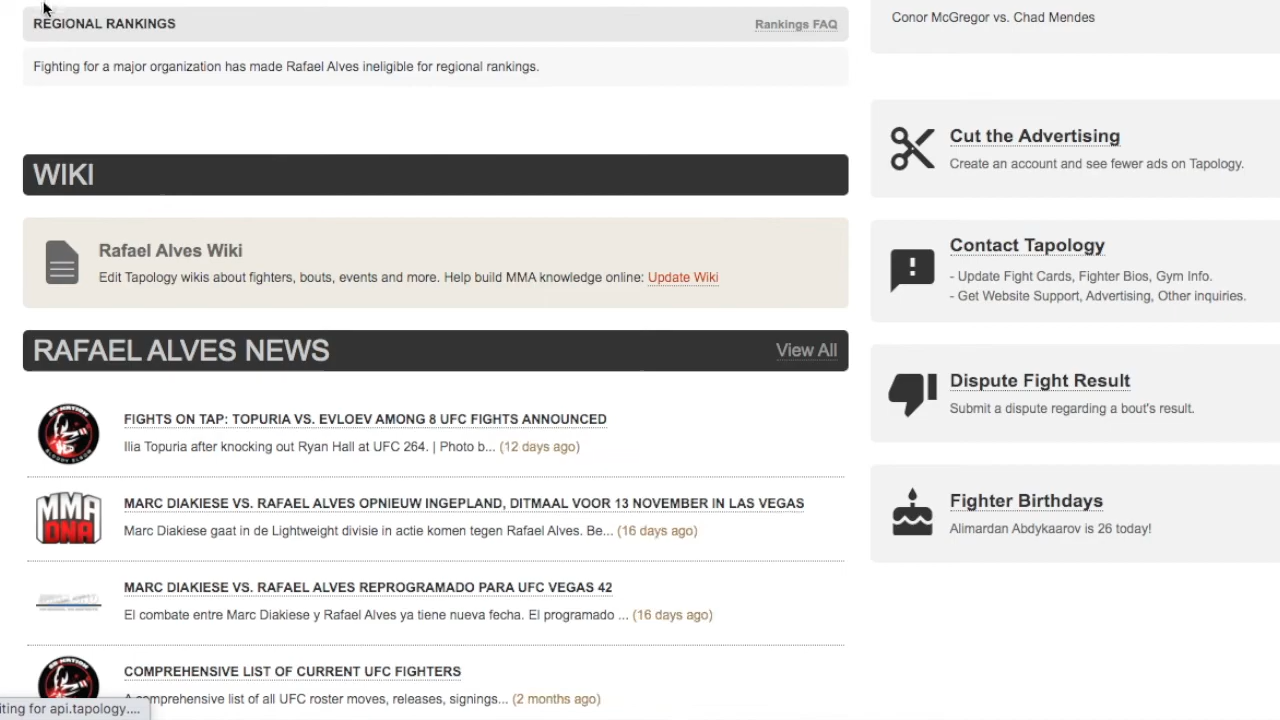 REGIONAL RANKINGS
Rankings FAQ
Fighting for a major organization has made Rafael Alves ineligible for regional rankings.
WIKI
Rafael Alves Wiki
Edit Tapology wikis about fighters, bouts, events and more. Help build MMA knowledge online: Update Wiki
RAFAEL ALVES NEWS
View All
FIGHTS ON TAP: TOPURIA VS. EVLOEV AMONG 8 UFC FIGHTS ANNOUNCED
Ilia Topuria after knocking out Ryan Hall at UFC 264. | Photo b... (12 days ago)
MMA
DNA
MARC DIAKIESE VS. RAFAEL ALVES OPNIEUW INGEPLAND, DITMAAL VOOR 13 NOVEMBER IN LAS VEGAS
Marc Diakiese gaat in de Lightweight divisie in actie komen tegen Rafael Alves. Be... (16 days ago)
MARC DIAKIESE VS. RAFAEL ALVES REPROGRAMADO PARA UFC VEGAS 42
El combate entre Marc Diakiese y Rafael Alves ya tiene nueva fecha. El programado ... (16 days ago)
COMPREHENSIVE LIST OF CURRENT UFC FIGHTERS
A comprehensive list of all UFC roster moves, releases, signings... (2 months ago)
iting for api.tapology....
Conor McGregor vs. Chad Mendes
Cut the Advertising
Create an account and see fewer ads on Tapology.
Contact Tapology
- Update Fight Cards, Fighter Bios, Gym Info.
- Get Website Support, Advertising, Other inquiries.
Dispute Fight Result
Submit a dispute regarding a bout's result.
Fighter Birthdays
Alimardan Abdykaarov is 26 today!